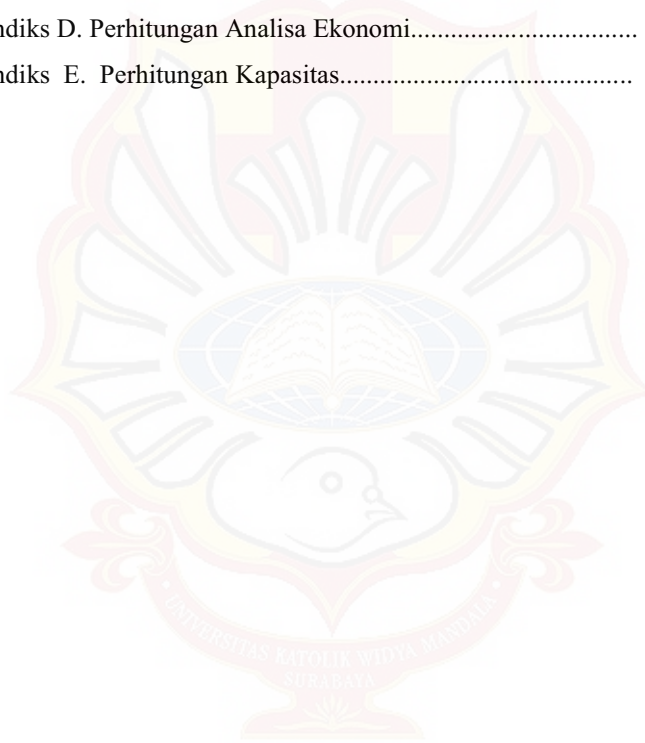 ndiks D. Perhitungan Analisa Ekonomi..................................
ndiks E. Perhitungan Kapasitas............................................
UNIVERSITAS KATOLIK WIDYA MANDALA
SURABAYA